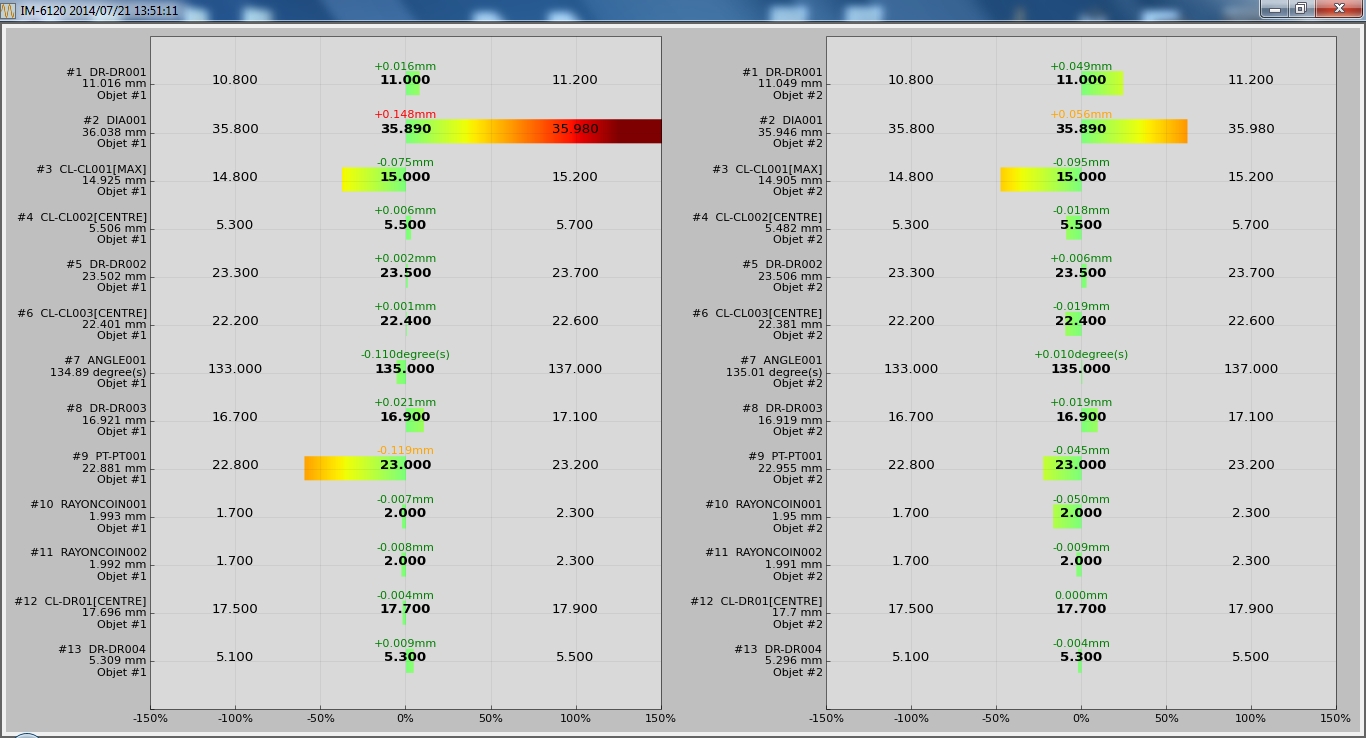 IM-6120 2014/07/21 13:51:11
+0.016mm
#1 DR-DR001
11.016 mm
Objet #1
10.800 11.000 11.200
+0.148mm
#2 DIA001
36.038 mm
Objet #1
35.800 35.890 35.980
-0.075mm
#3 CL-CL001[MAX]
14.925 mm
Objet #1
14.800 15.000 15.200
+0.006mm
#4 CL-CL002[CENTRE]
5.506 mm
Objet #1
5.300 5.500 5.700
+0.002mm
#5 DR-DR002
23.502 mm
Objet #1
23.300 23.500 23.700
+0.001mm
#6 CL-CL003[CENTRE]
22.401 mm
Objet #1
22.200 22.400 22.600
-0.110degree(s)
#7 ANGLE001
134.89 degree(s)
Objet #1
133.000 135.000 137.000
+0.021mm
#8 DR-DR003
16.921 mm
Objet #1
16.700 16.900 17.100
-0.119mm
#9 PT-PT001
22.881 mm
Objet #1
22.800 23.000 23.200
-0.007mm
#10 RAYONCOIN001
1.993 mm
Objet #1
1.700 2.000 2.300
-0.008mm
#11 RAYONCOIN002
1.992 mm
Objet #1
1.700 2.000 2.300
-0.004mm
#12 CL-DR01[CENTRE]
17.696 mm
Objet #1
17.500 17.700 17.900
+0.009mm
#13 DR-DR004
5.309 mm
Objet #1
5.100 5.300 5.500
-150% -100% -50% 0% 50% 100% 150%
+0.049mm
#1 DR-DR001
11.049 mm
Objet #2
10.800 11.000 11.200
+0.056mm
#2 DIA001
35.946 mm
Objet #2
35.800 35.890 35.980
-0.095mm
#3 CL-CL001[MAX]
14.905 mm
Objet #2
14.800 15.000 15.200
-0.018mm
#4 CL-CL002[CENTRE]
5.482 mm
Objet #2
5.300 5.500 5.700
+0.006mm
#5 DR-DR002
23.506 mm
Objet #2
23.300 23.500 23.700
-0.019mm
#6 CL-CL003[CENTRE]
22.381 mm
Objet #2
22.200 22.400 22.600
+0.010degree(s)
#7 ANGLE001
135.01 degree(s)
Objet #2
133.000 135.000 137.000
+0.019mm
#8 DR-DR003
16.919 mm
Objet #2
16.700 16.900 17.100
-0.045mm
#9 PT-PT001
22.955 mm
Objet #2
22.800 23.000 23.200
-0.050mm
#10 RAYONCOIN001
1.95 mm
Objet #2
1.700 2.000 2.300
-0.009mm
#11 RAYONCOIN002
1.991 mm
Objet #2
1.700 2.000 2.300
0.000mm
#12 CL-DR01[CENTRE]
17.7 mm
Objet #2
17.500 17.700 17.900
-0.004mm
#13 DR-DR004
5.296 mm
Objet #2
5.100 5.300 5.500
-150% -100% -50% 0% 50% 100% 150%